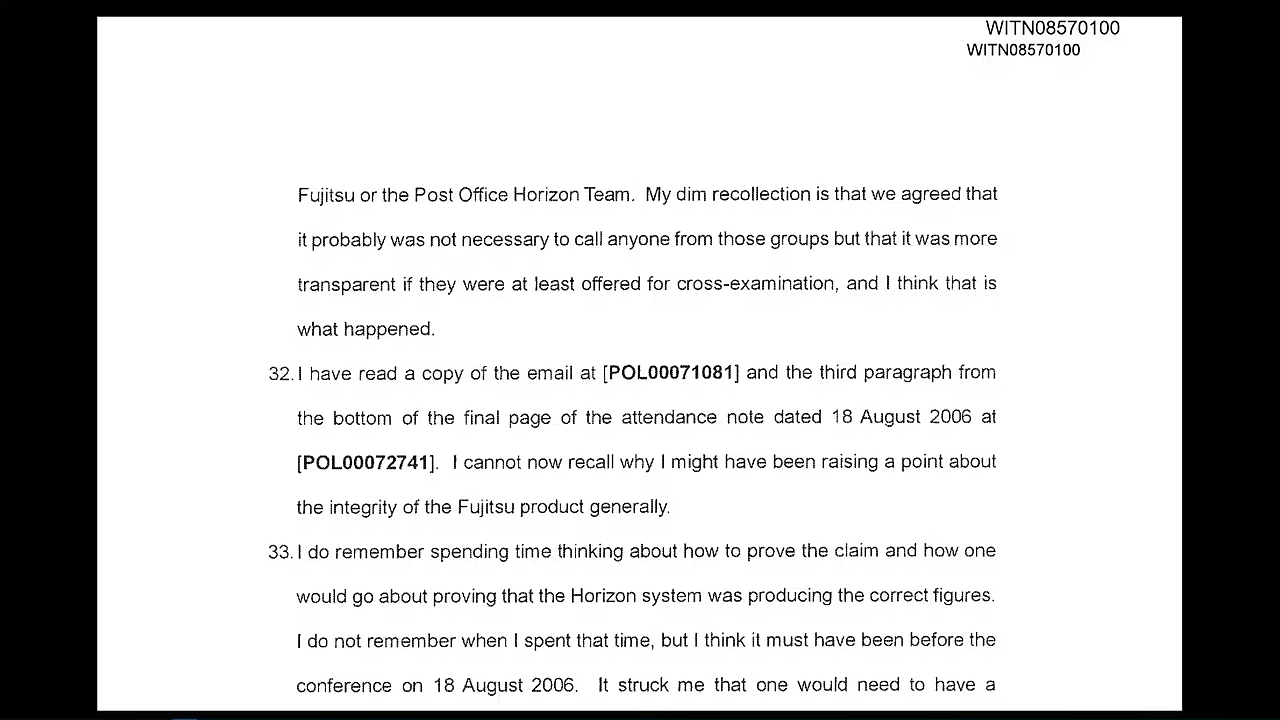 WITN08570100
WITN08570100
Fujitsu or the Post Office Horizon Team. My dim recollection is that we agreed that
it probably was not necessary to call anyone from those groups but that it was more
transparent if they were at least offered for cross-examination, and I think that is
what happened.
32. I have read a copy of the email at [POL00071081] and the third paragraph from
the bottom of the final page of the attendance note dated 18 August 2006 at
[POL00072741]. I cannot now recall why I might have been raising a point about
the integrity of the Fujitsu product generally.
33. I do remember spending time thinking about how to prove the claim and how one
would go about proving that the Horizon system was producing the correct figures.
I do not remember when I spent that time, but I think it must have been before the
conference on 18 August 2006. It struck me that one would need to have a